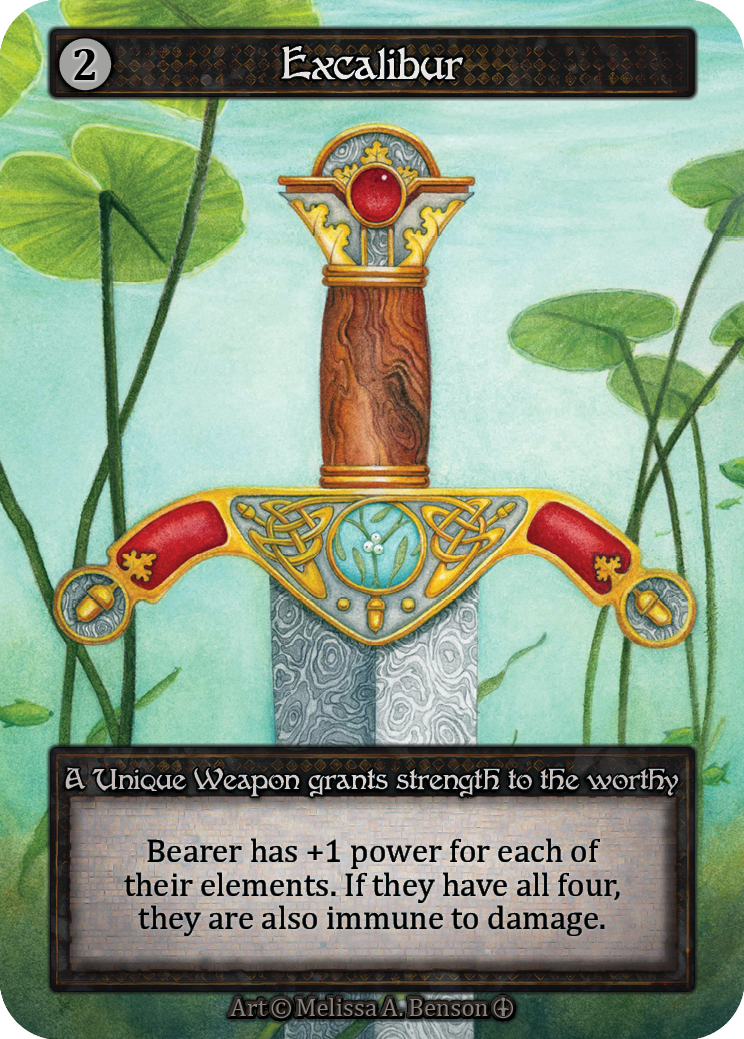 2
Excalibur
A Unique Weapon grants strength to the worthy
Bearer has +1 power for each of
their elements. If they have all four,
they are also immune to damage.
Art © Melissa A. Benson